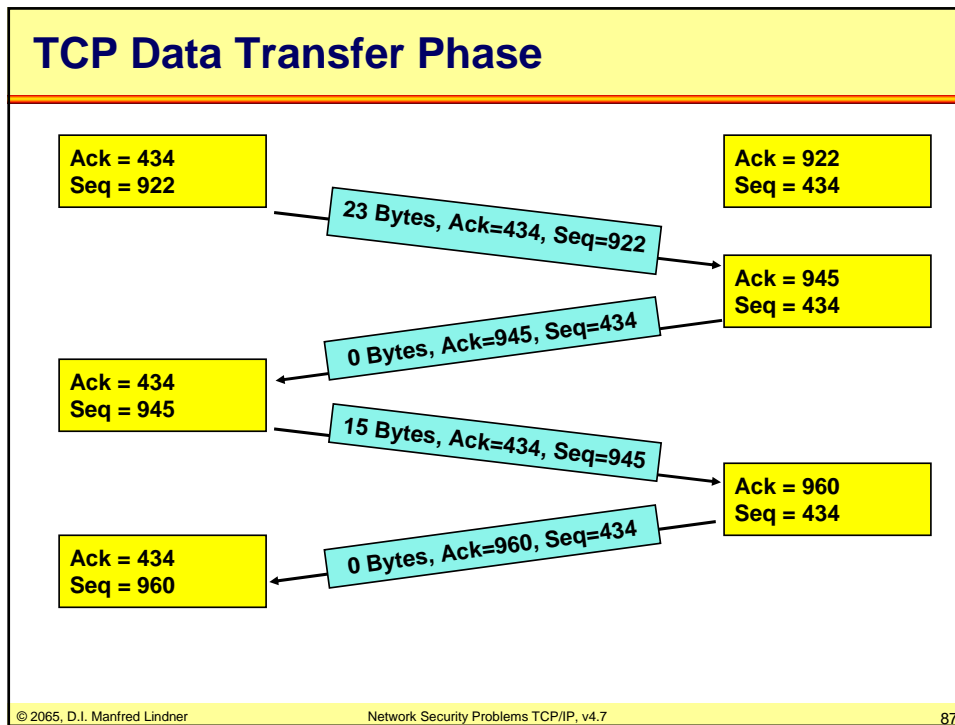 TCP Data Transfer Phase
Ack = 434
Seq = 922
Ack = 922
Seq = 434
23 Bytes, Ack=434, Seq=922
Ack = 945
Seq = 434
0 Bytes, Ack=945, Seq=434
Ack = 434
Seq = 945
15 Bytes, Ack=434, Seq=945
Ack = 960
Seq = 434
0 Bytes, Ack=960, Seq=434
Ack = 434
Seq = 960
© 2065, D.I. Manfred Lindner
Network Security Problems TCP/IP, v4.7
87